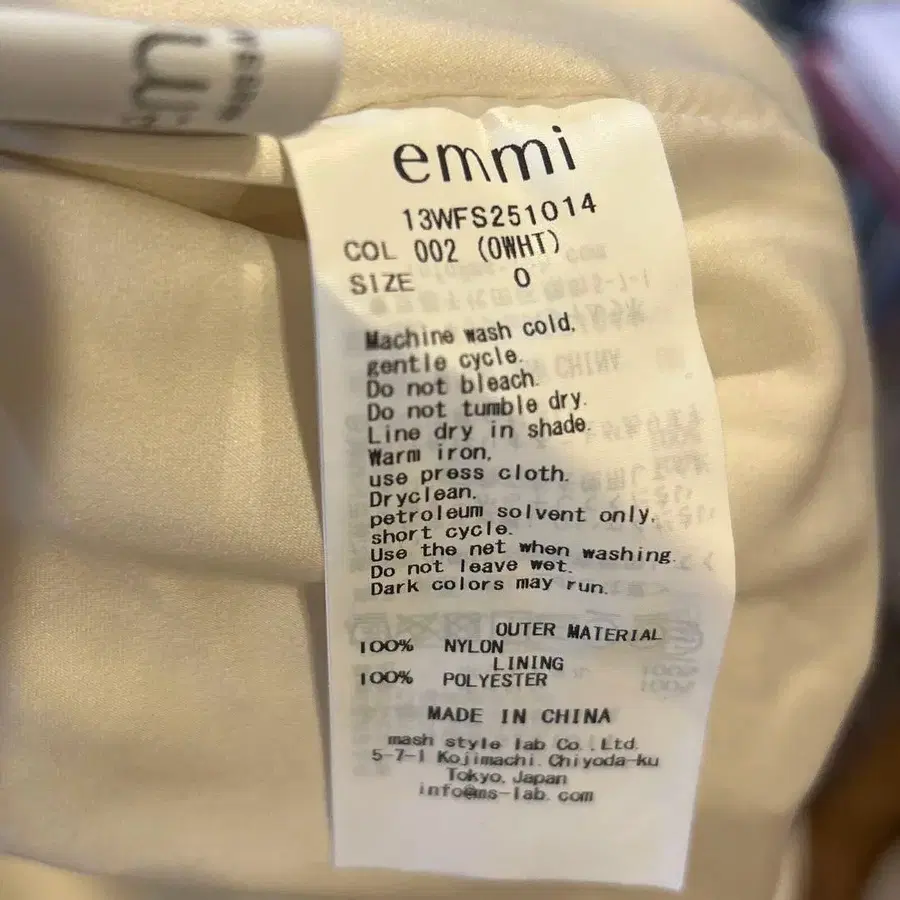 emmi
13WFS251014
COL 002 (OWHT)
SIZE 0
Machine wash cold,
gentle cycle.
Do not bleach.
Do not tumble dry.
Line dry in shade.
Warm iron,
use press cloth.
Dryclean,
petroleum solvent only,
short cycle.
Use the net when washing.
Do not leave wet.
Dark colors may run.
OUTER MATERIAL
100% NYLON
LINING
100% POLYESTER
MADE IN CHINA
mash style lab Co.,Ltd.
5-7-1 Kojimachi, Chiyoda-ku
Tokyo, Japan
info@ms-lab.com